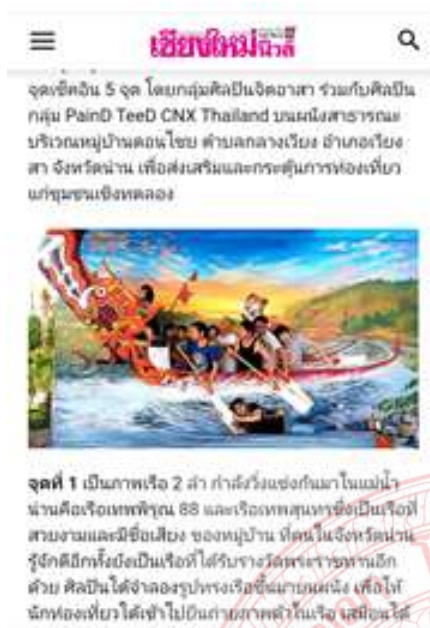 เชียงใหม่นิวส์
จุดเช็คอิน 5 จุด โดยกลุ่มศิลปินจิตอาสา ร่วมกับศิลปิน
กลุ่ม PainD TeeD CNX Thailand บนผนังสาธารณะ
บริเวณหมู่บ้านดอนไชย ตำบลกลางเวียง อำเภอเวียง
สา จังหวัดน่าน เพื่อส่งเสริมและกระตุ้นการท่องเที่ยว
แก่ชุมชนเชิงทดลอง
จุดที่ 1 เป็นภาพเรือ 2 ลำ กำลังวิ่งแข่งกันมาในแม่น้ำ
น่านคือเรือเทพพิรุณ 88 และเรือเทพสุนทรซึ่งเป็นเรือที่
สวยงามและมีชื่อเสียง ของหมู่บ้าน ที่คนในจังหวัดน่าน
รู้จักดีอีกทั้งยังเป็นเรือที่ได้รับรางวัลพระราชทานอีก
ด้วย ศิลปินได้จำลองรูปทรงเรือขึ้นมาบนผนัง เพื่อให้
นักท่องเที่ยวได้เข้าไปยืนถ่ายภาพตัวในเรือ เสมือนได้